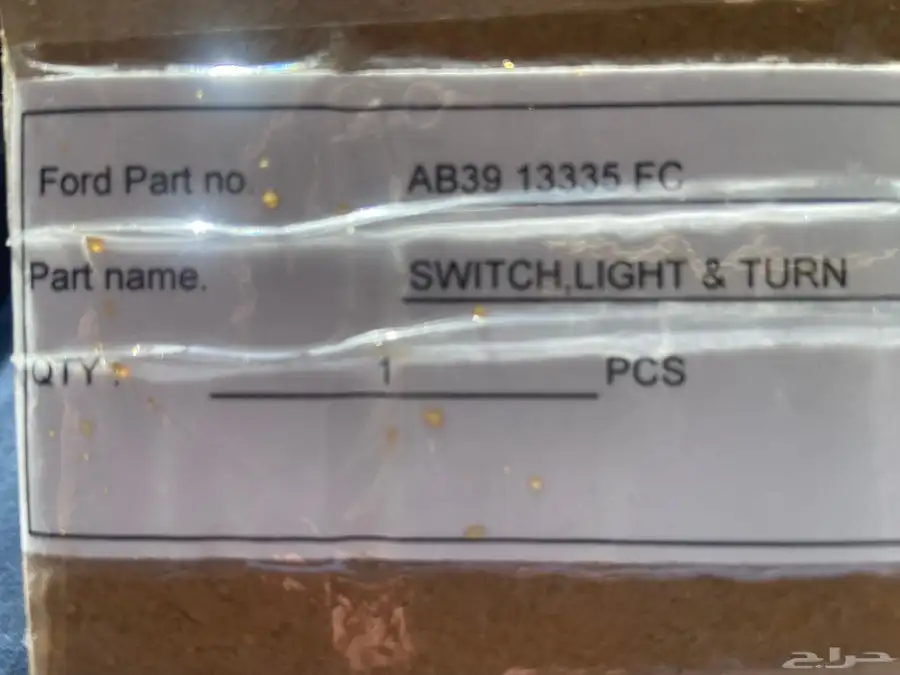 Ford Part no. AB39 13335 FC
Part name. SWITCH,LIGHT & TURN
QTY : 1 PCS
حراج